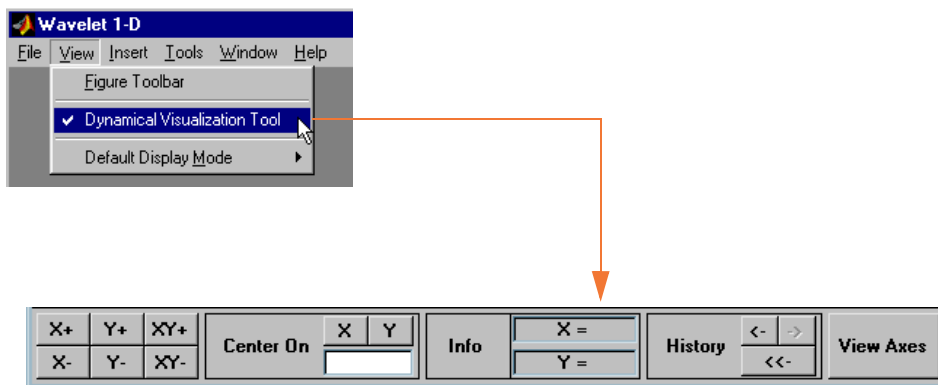 Wavelet 1-D
File View Insert Tools Window Help
Figure Toolbar
Dynamical Visualization Tool
Default Display Mode
X+ Y+ XY+
X- Y- XY-
Center On X Y
Info X =
Y =
History <- ->
<<-
View Axes